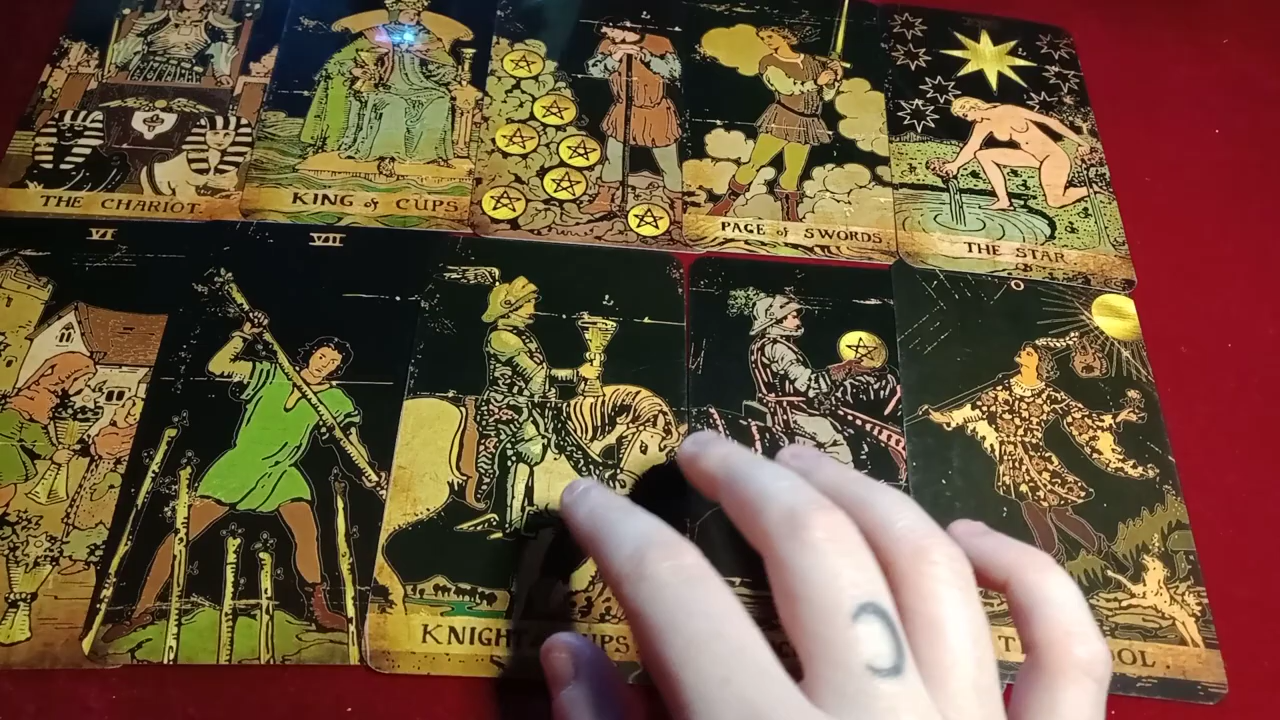 THE CHARIOT.
KING of CUPS
PAGE of SWORDS
THE STAR
VI
VII
KNIGHT
CUPS